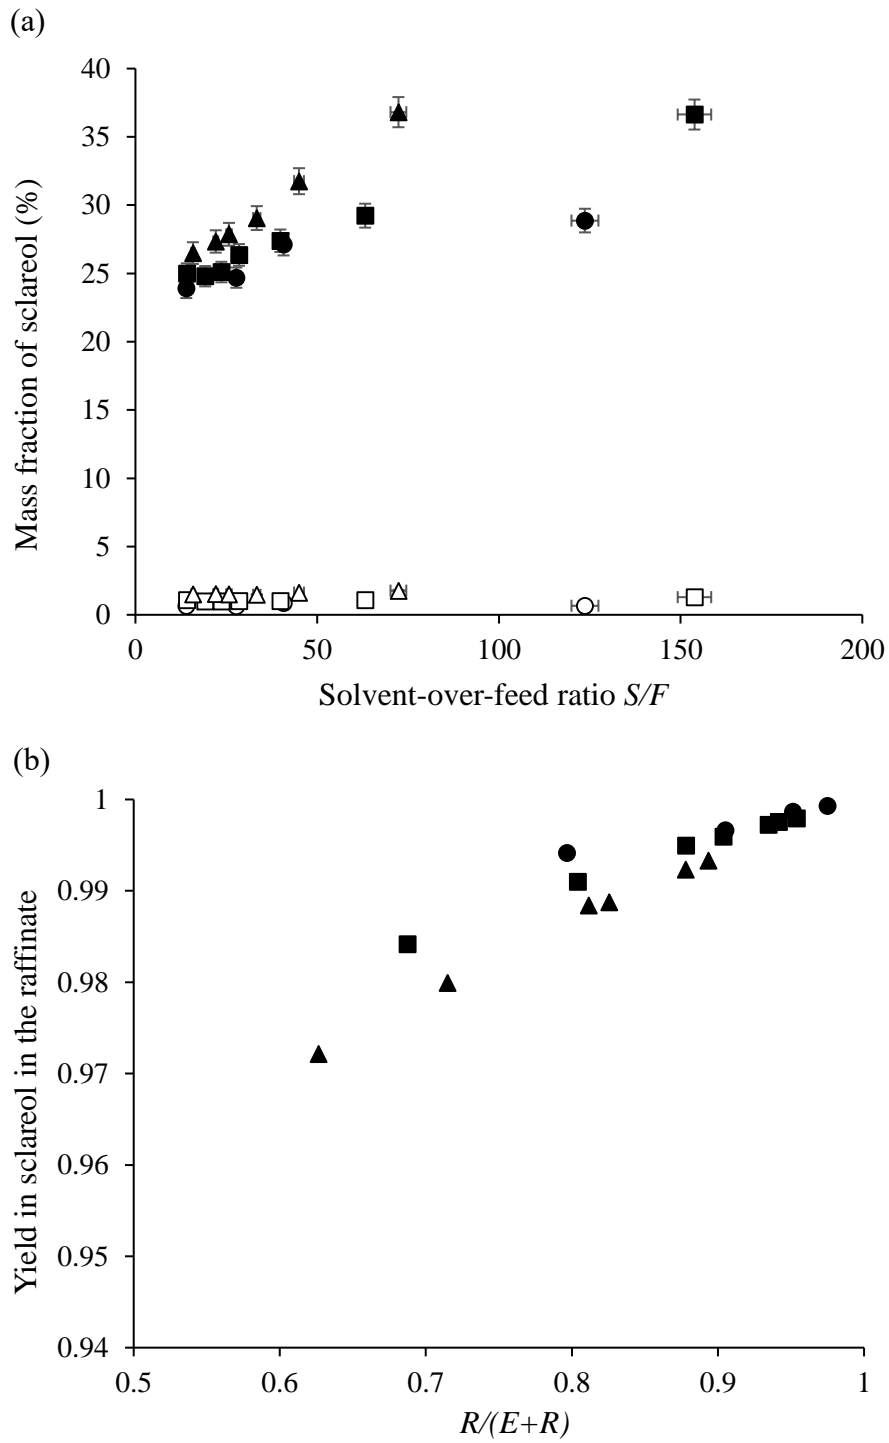 (a)
40
35
30
25
20
15
10
5
0
Mass fraction of sclareol (%)
0 50 100 150 200
Solvent-over-feed ratio S/F
(b)
1
0.99
0.98
0.97
0.96
0.95
0.94
Yield in sclareol in the raffinate
0.5 0.6 0.7 0.8 0.9 1
R/(E+R)